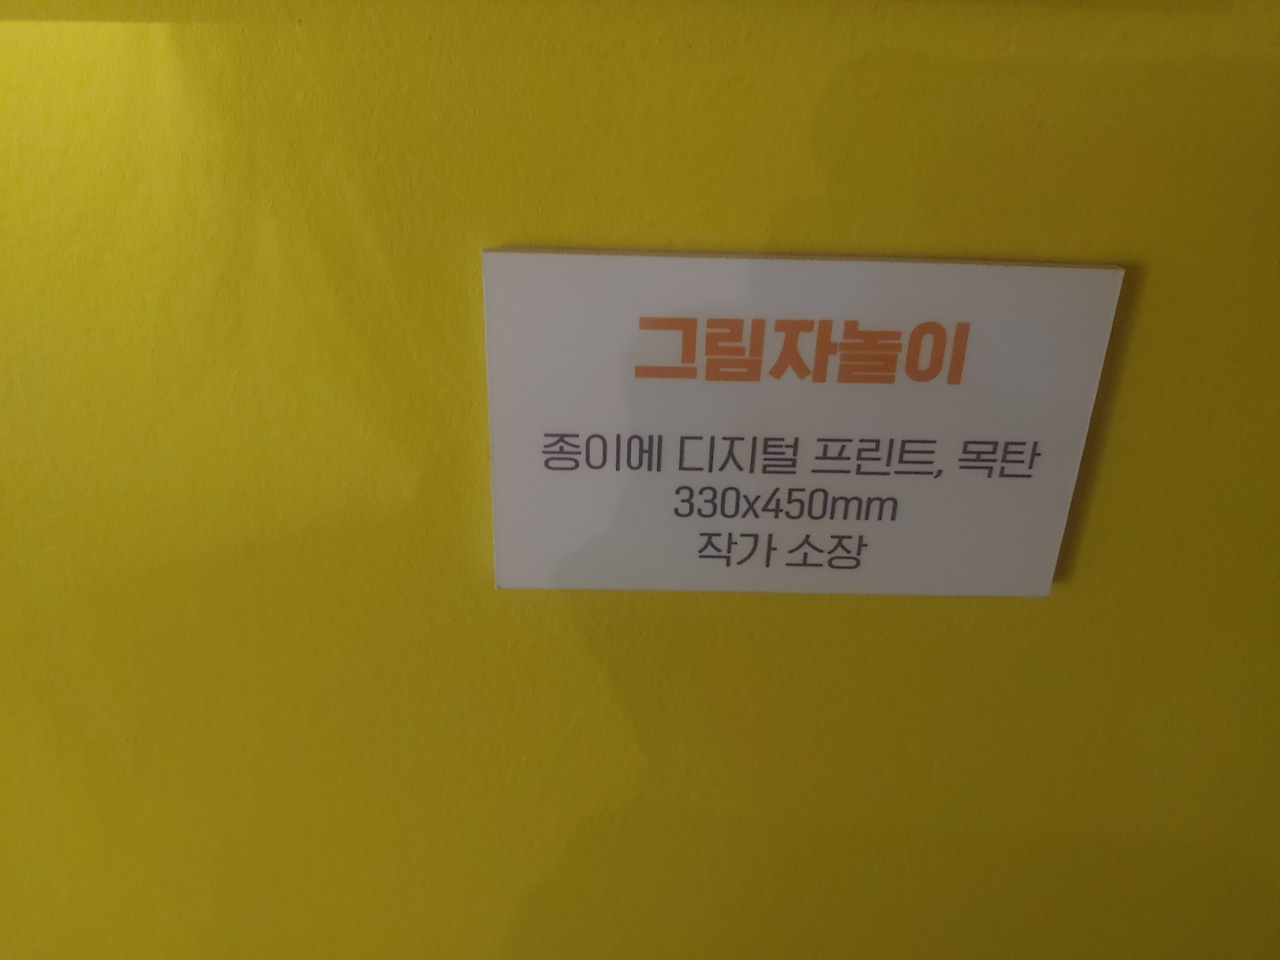 그림자놀이
종이에 디지털 프린트, 목탄
330x450mm
작가 소장